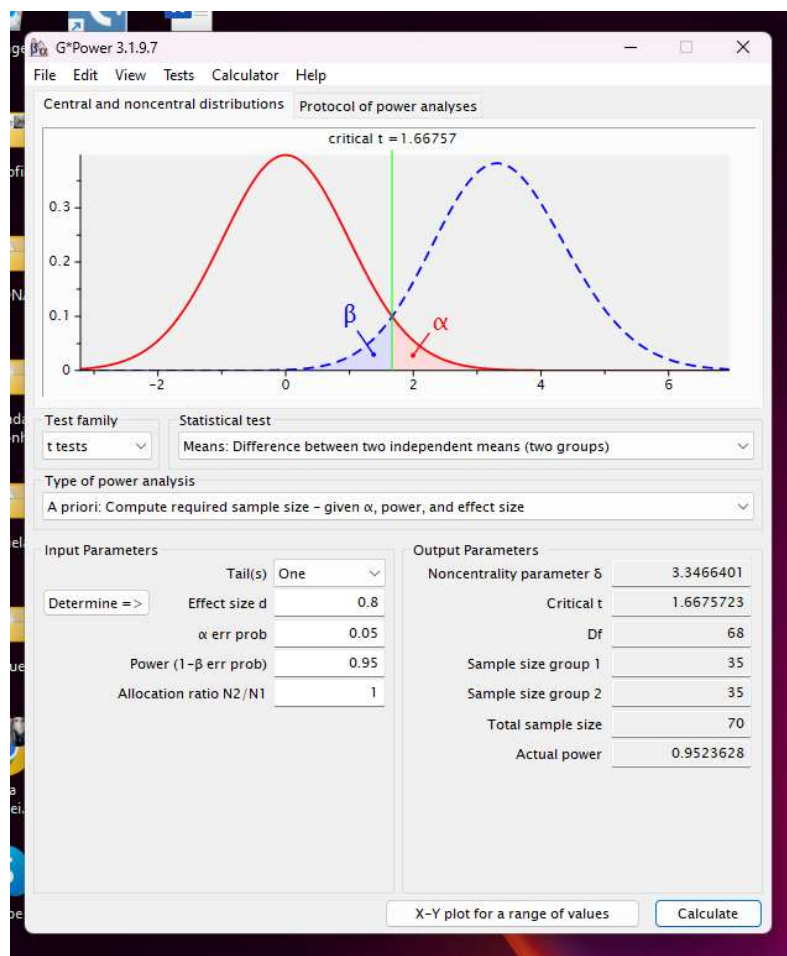 G*Power 3.1.9.7
File Edit View Tests Calculator Help
Central and noncentral distributions Protocol of power analyses
critical t = 1.66757
0.3
0.2
0.1
0
β
α
-2 0 2 4 6
Test family Statistical test
t tests Means: Difference between two independent means (two groups)
Type of power analysis
A priori: Compute required sample size – given α, power, and effect size
Input Parameters
Tail(s) One
Determine => Effect size d 0.8
α err prob 0.05
Power (1-β err prob) 0.95
Allocation ratio N2/N1 1
Output Parameters
Noncentrality parameter δ 3.3466401
Critical t 1.6675723
Df 68
Sample size group 1 35
Sample size group 2 35
Total sample size 70
Actual power 0.9523628
X-Y plot for a range of values Calculate